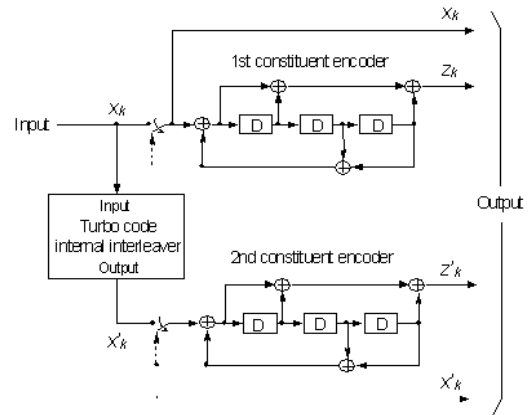 Xk
1st constituent encoder
Zk
Xk
Input
D
D
D
Input
Turbo code
internal interleaver
Output
Output
2nd constituent encoder
Z'k
D
D
D
X'k
X'k